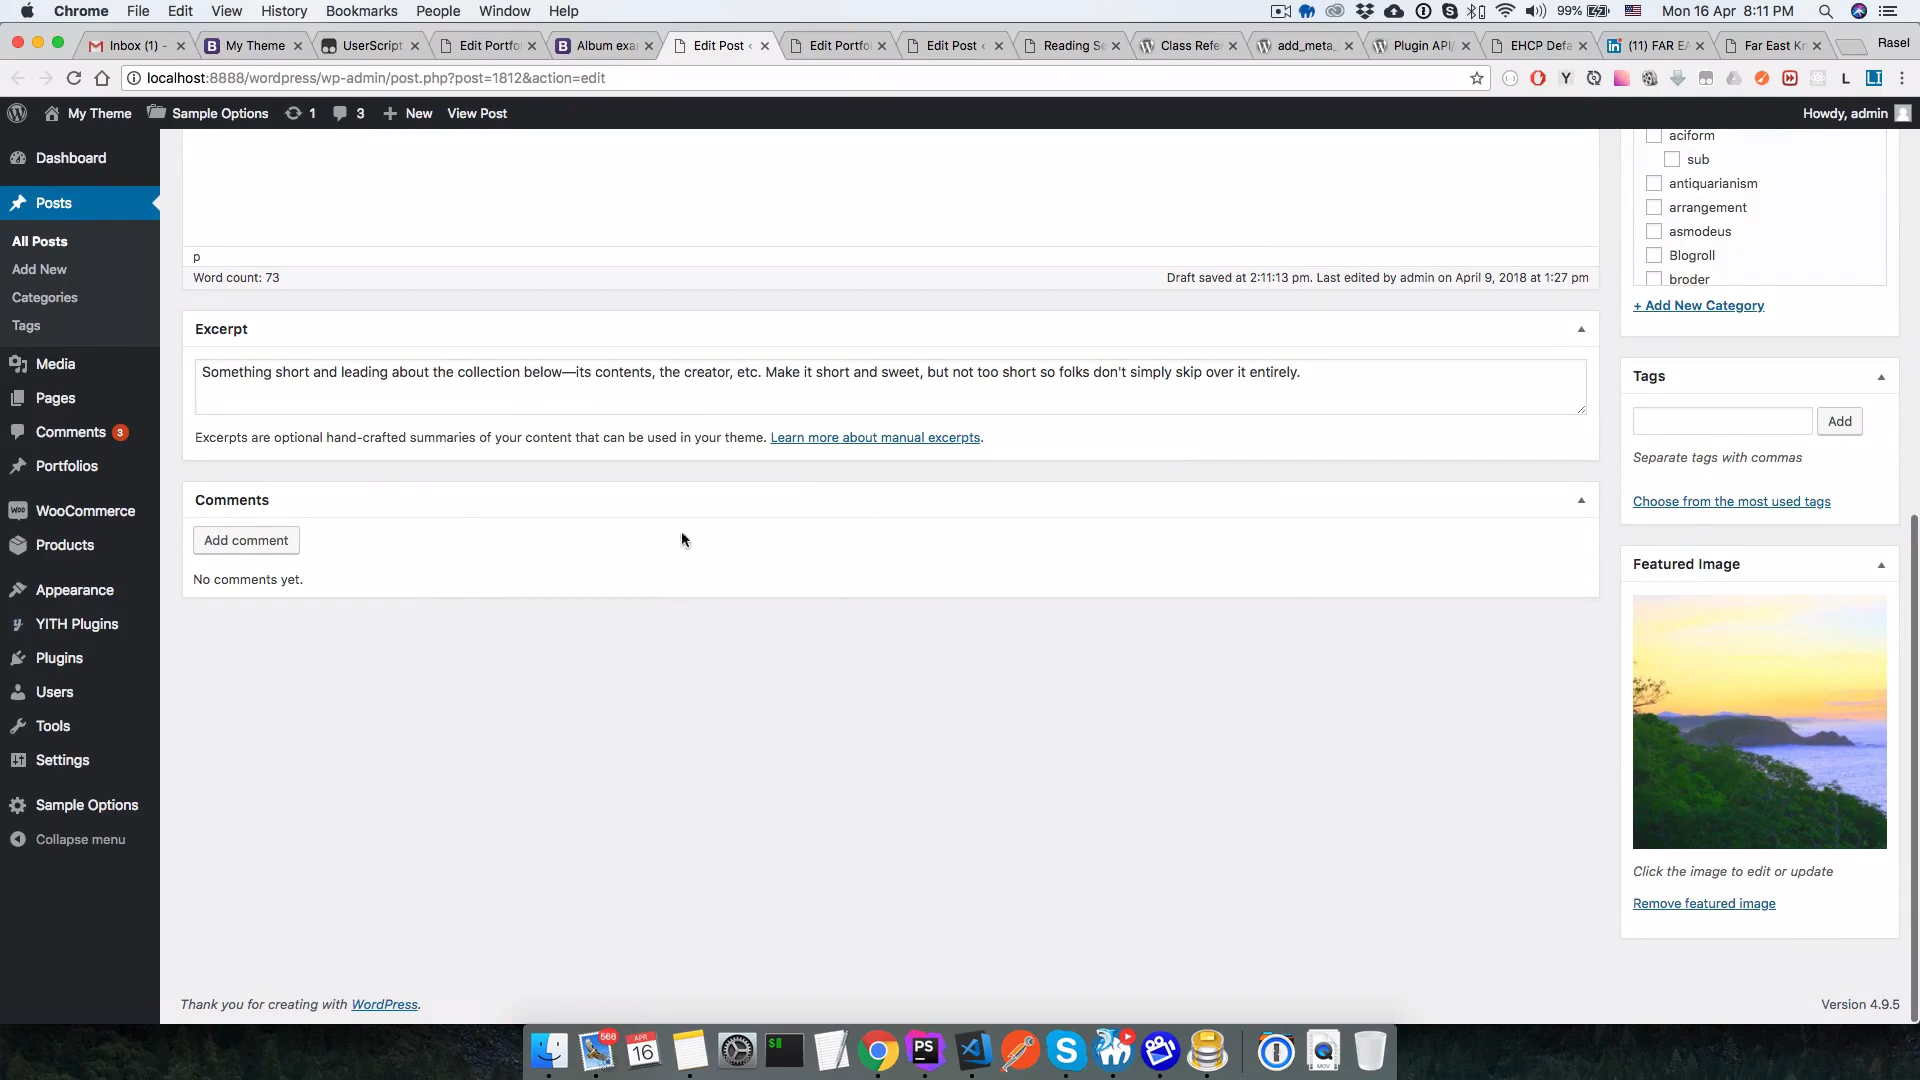 Chrome File Edit View History Bookmarks People Window Help
99% Mon 16 Apr 8:11 PM
Inbox (1) -
My Theme
UserScript
Edit Portfo
Album exa
Edit Post ‹
Edit Portfo
Edit Post ‹
Reading Se
Class Refe
add_meta_
Plugin API/
EHCP Defa
(11) FAR EA
Far East Kn
Rasel
localhost:8888/wordpress/wp-admin/post.php?post=1812&action=edit
My Theme Sample Options 1 3 New View Post
Howdy, admin
Dashboard
Posts
All Posts
Add New
Categories
Tags
Media
Pages
Comments 3
Portfolios
WooCommerce
Products
Appearance
YITH Plugins
Plugins
Users
Tools
Settings
Sample Options
Collapse menu
p
Word count: 73
Draft saved at 2:11:13 pm. Last edited by admin on April 9, 2018 at 1:27 pm
Excerpt
Something short and leading about the collection below—its contents, the creator, etc. Make it short and sweet, but not too short so folks don't simply skip over it entirely.
Excerpts are optional hand-crafted summaries of your content that can be used in your theme. Learn more about manual excerpts.
Comments
Add comment
No comments yet.
aciform
sub
antiquarianism
arrangement
asmodeus
Blogroll
broder
+ Add New Category
Tags
Add
Separate tags with commas
Choose from the most used tags
Featured Image
Click the image to edit or update
Remove featured image
Thank you for creating with WordPress.
Version 4.9.5
566
APR
16
$
PS